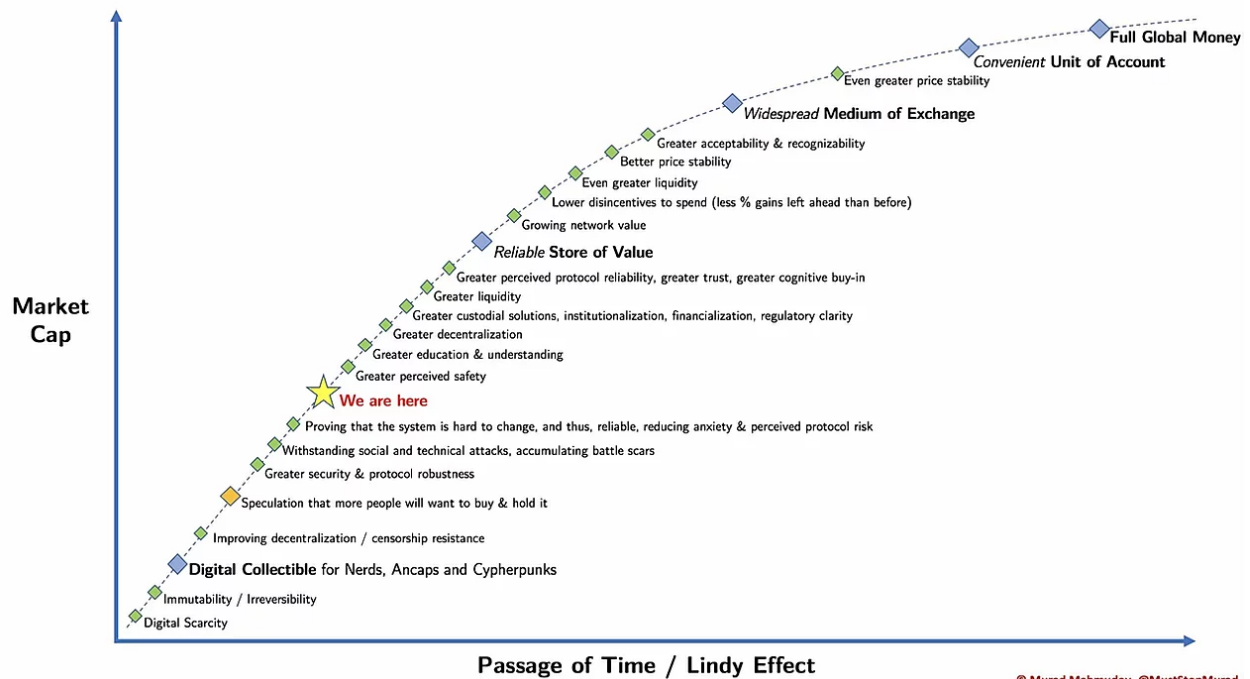 Full Global Money
Convenient Unit of Account
Even greater price stability
Widespread Medium of Exchange
Greater acceptability & recognizability
Better price stability
Even greater liquidity
Lower disincentives to spend (less % gains left ahead than before)
Growing network value
Reliable Store of Value
Greater perceived protocol reliability, greater trust, greater cognitive buy-in
Greater liquidity
Market
Cap
Greater custodial solutions, institutionalization, financialization, regulatory clarity
Greater decentralization
Greater education & understanding
Greater perceived safety
We are here
Proving that the system is hard to change, and thus, reliable, reducing anxiety & perceived protocol risk
Withstanding social and technical attacks, accumulating battle scars
Greater security & protocol robustness
Speculation that more people will want to buy & hold it
Improving decentralization / censorship resistance
Digital Collectible for Nerds, Ancaps and Cypherpunks
Immutability / Irreversibility
Digital Scarcity
Passage of Time / Lindy Effect